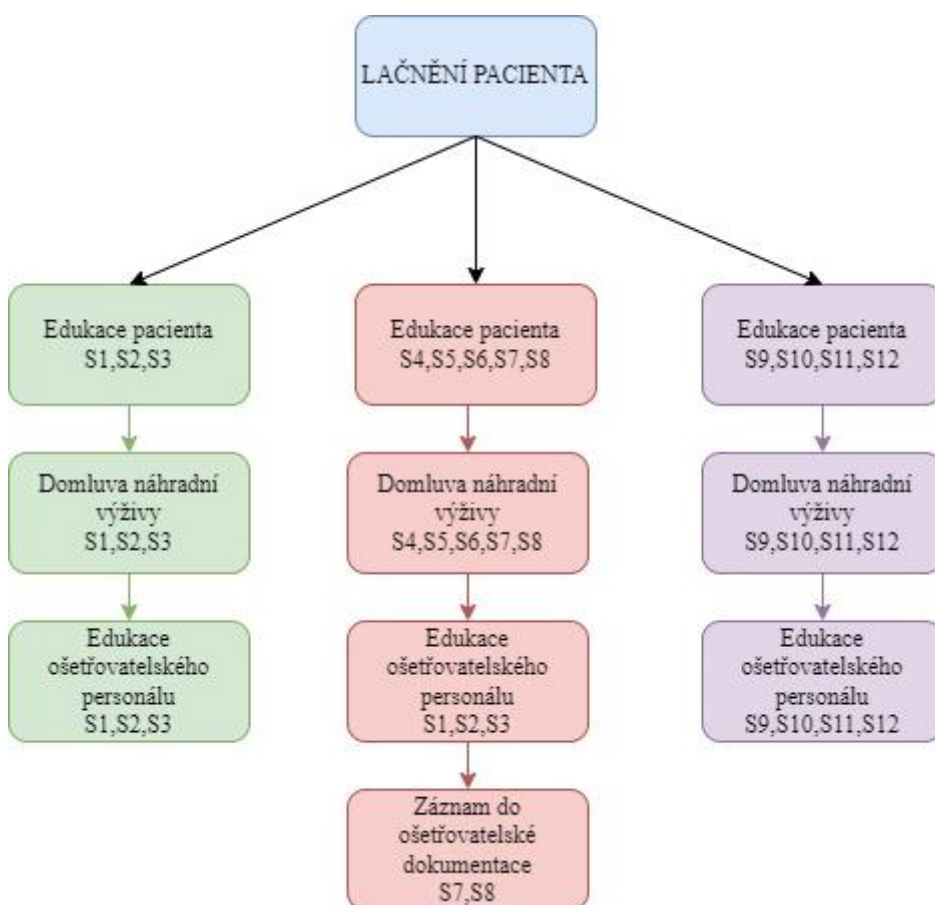 LAČNĚNÍ PACIENTA
Edukace pacienta
S1,S2,S3
Edukace pacienta
S4,S5,S6,S7,S8
Edukace pacienta
S9,S10,S11,S12
Domluva náhradní
výživy
S1,S2,S3
Domluva náhradní
výživy
S4,S5,S6,S7,S8
Domluva náhradní
výživy
S9,S10,S11,S12
Edukace
ošetřovatelského
personálu
S1,S2,S3
Edukace
ošetřovatelského
personálu
S1,S2,S3
Edukace
ošetřovatelského
personálu
S9,S10,S11,S12
Záznam do
ošetřovatelské
dokumentace
S7,S8